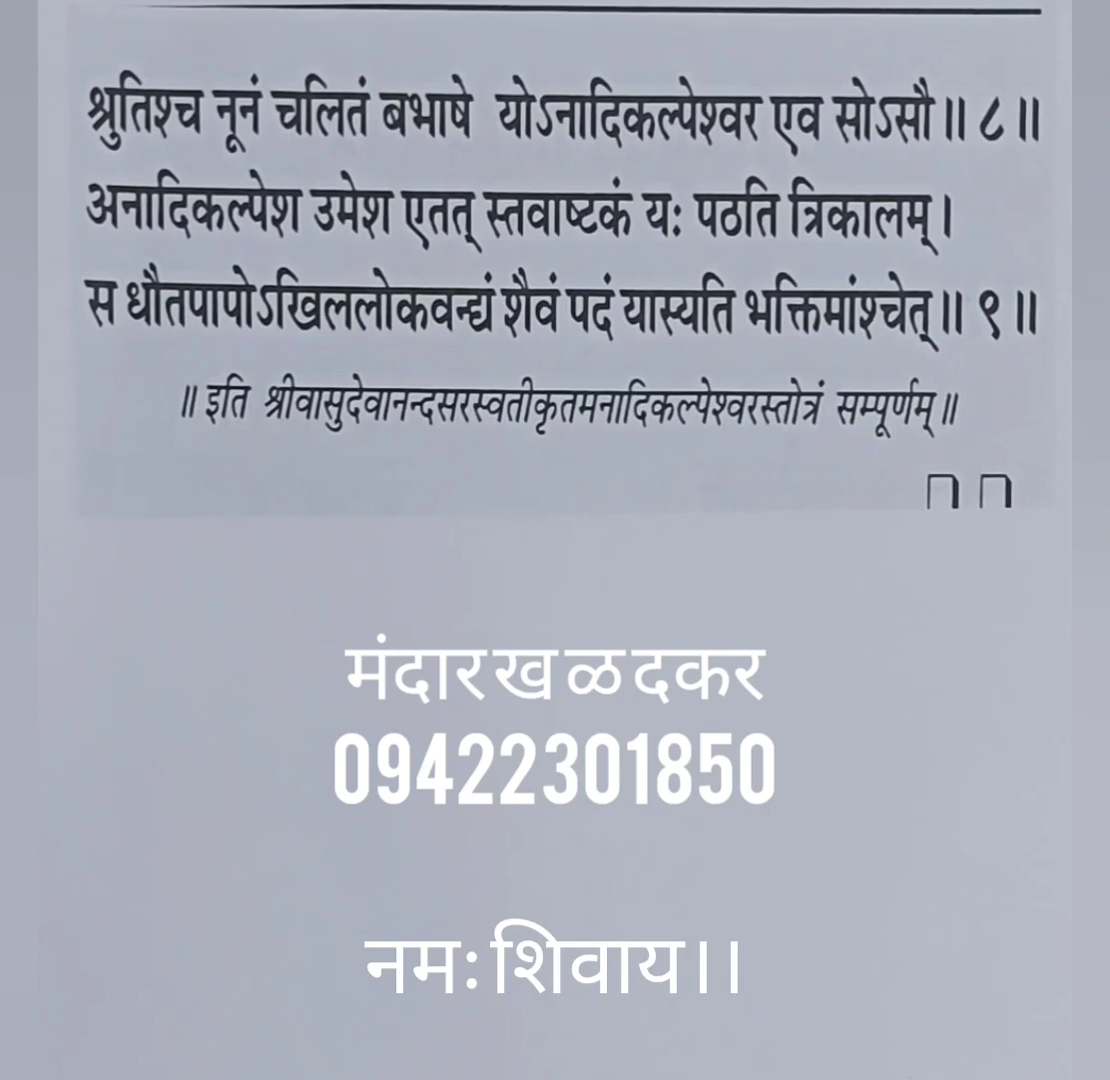 श्रुतिश्च नूनं चलितं बभाषे योऽनादिकल्पेश्वर एव सोऽसौ ॥ ८ ॥
अनादिकल्पेश उमेश एतत् स्तवाष्टकं यः पठति त्रिकालम् ।
स धौतपापोऽखिललोकवन्द्यं शैवं पदं यास्यति भक्तिमांश्चेत् ॥ ९ ॥
॥ इति श्रीवासुदेवानन्दसरस्वतीकृतमनादिकल्पेश्वरस्तोत्रं सम्पूर्णम् ॥
मंदार खळदकर
09422301850
नमः शिवाय।।